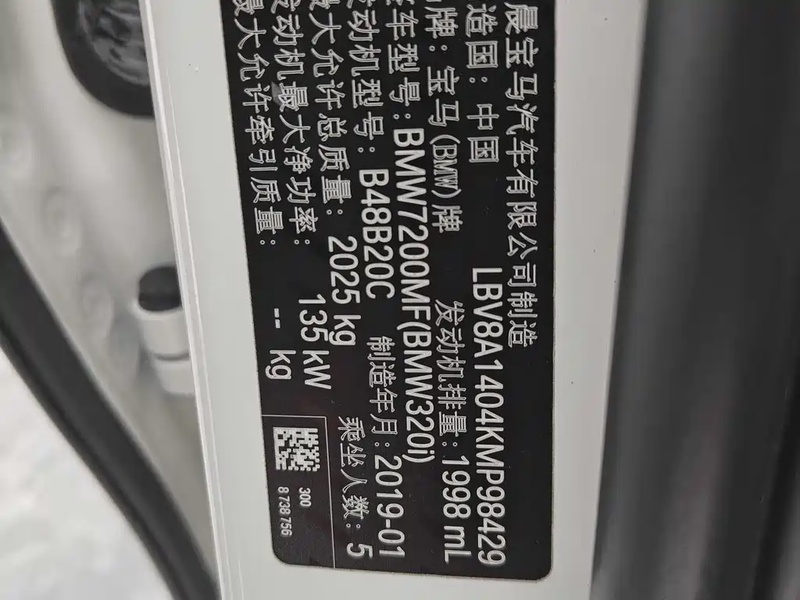 晨宝马汽车有限公司制造
造国：中国 LBV8A1404KMP98429
牌：宝马(BMW)牌 发动机排量：1998 mL
车型号：BMW7200MF(BMW320i)
发动机型号：B48B20C 制造年月：2019-01
最大允许总质量：2025 kg 乘坐人数：5
发动机最大净功率：135 kW
最大允许牵引质量：-- kg
300
8 738 756